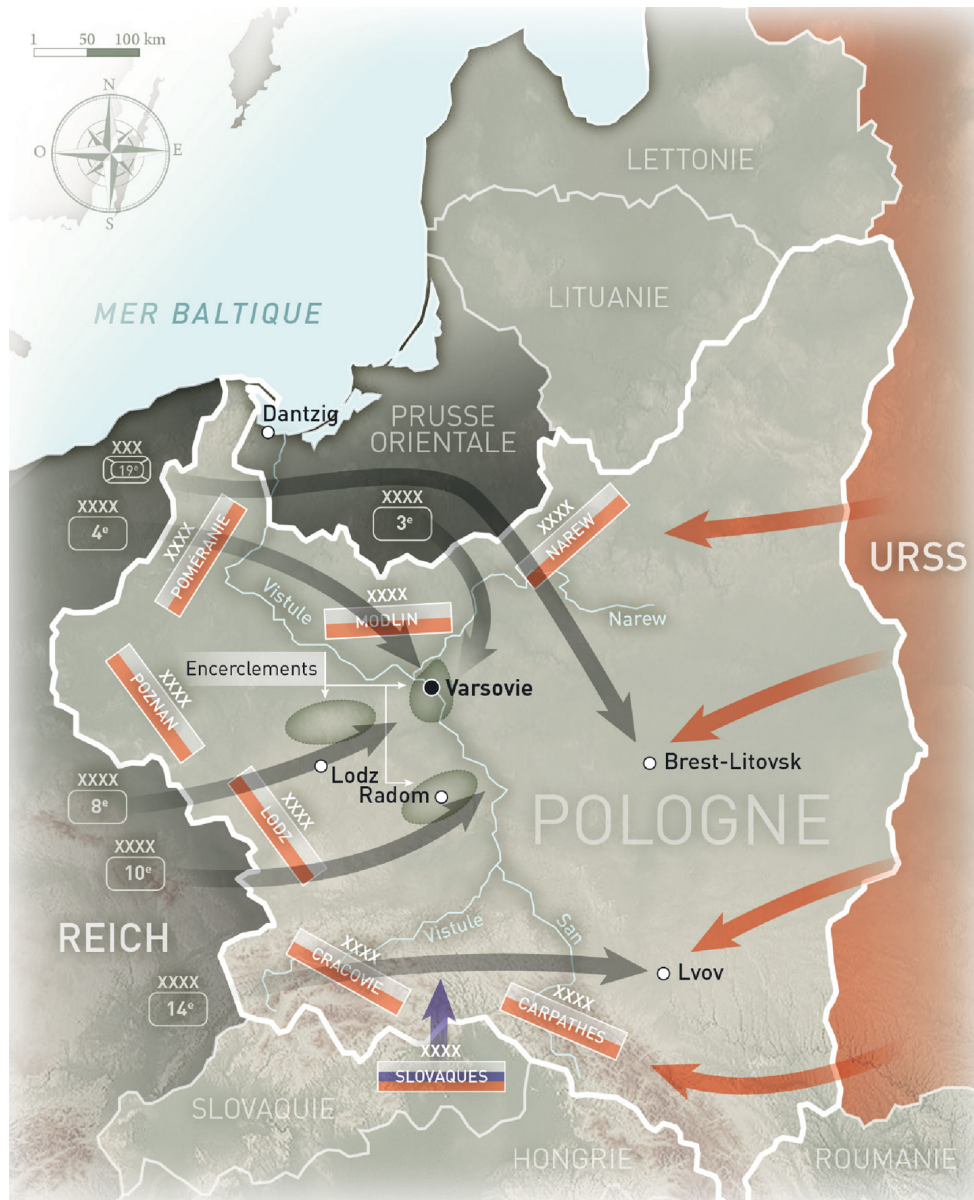 1 50 100 km
N
O E
S
LETTONIE
LITUANIE
MER BALTIQUE
Dantzig
PRUSSE
ORIENTALE
XXX
19e
XXXX
4e
XXXX
3e
XXXX
POMÉRANIE
XXXX
NAREW
URSS
Vistule
XXXX
MODLIN
Narew
Encerclements
Varsovie
XXXX
POZNAN
Brest-Litovsk
Lodz
Radom
XXXX
8e
XXXX
LODZ
POLOGNE
XXXX
10e
REICH
Vistule
San
XXXX
CRACOVIE
Lvov
XXXX
14e
XXXX
CARPATHES
XXXX
SLOVAQUES
SLOVAQUIE
HONGRIE
ROUMANIE